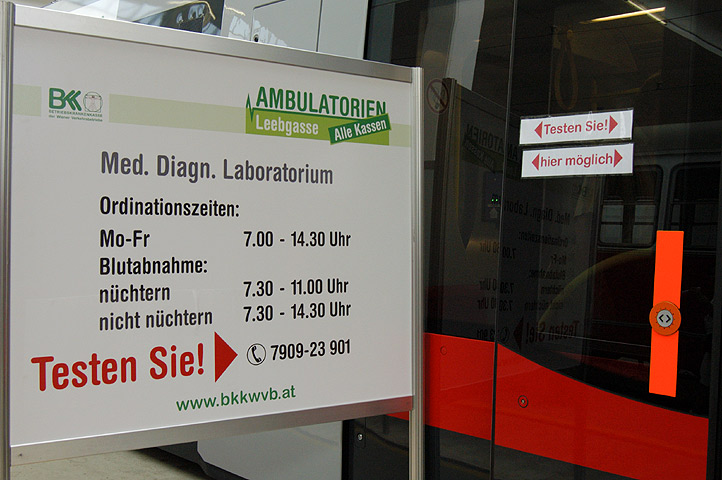 BKK
BETRIEBSKRANKENKASSE
der Wiener Verkehrsbetriebe
AMBULATORIEN
Leebgasse
Alle Kassen
Med. Diagn. Laboratorium
Ordinationszeiten:
Mo-Fr 7.00 - 14.30 Uhr
Blutabnahme:
nüchtern 7.30 - 11.00 Uhr
nicht nüchtern 7.30 - 14.30 Uhr
Testen Sie! 7909-23 901
www.bkkwvb.at
Testen Sie!
hier möglich